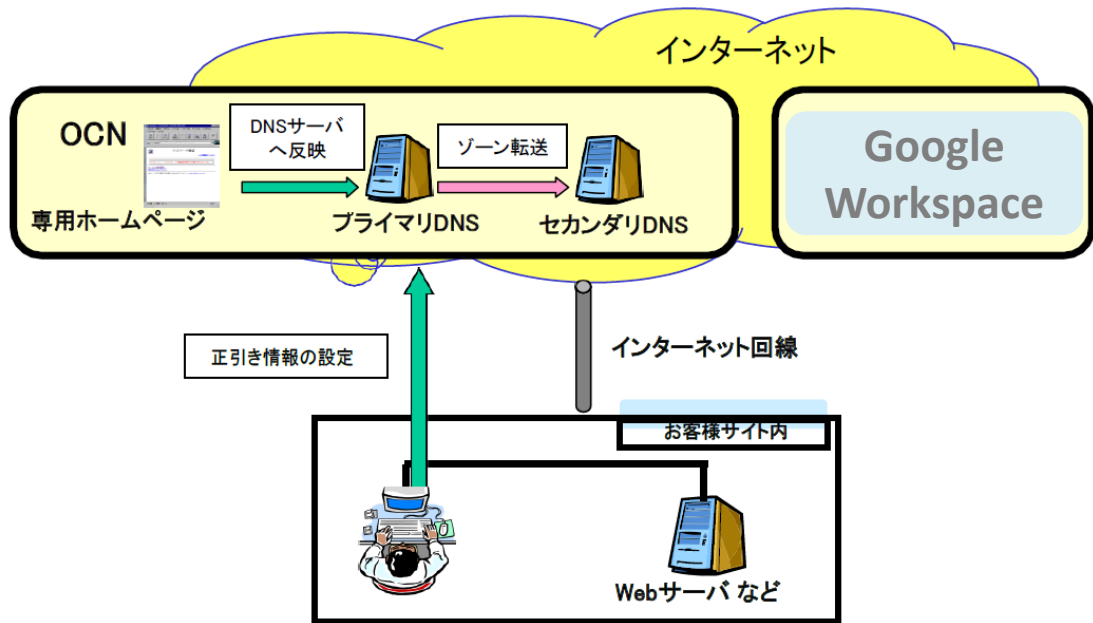 インターネット
OCN
専用ホームページ
DNSサーバ
へ反映
プライマリDNS
ゾーン転送
セカンダリDNS
Google
Workspace
正引き情報の設定
インターネット回線
お客様サイト内
Webサーバ など